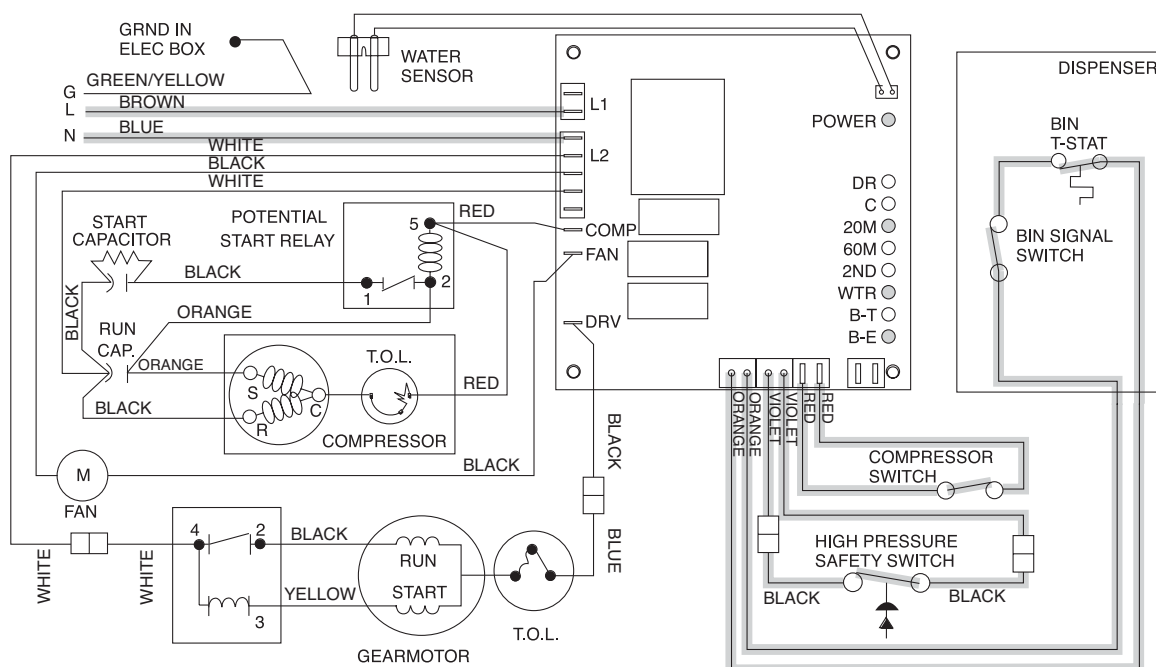 GRND IN
ELEC BOX
WATER
SENSOR
G
GREEN/YELLOW
L
BROWN
N
BLUE
WHITE
BLACK
WHITE
L1
L2
POWER
DR
C
20M
60M
2ND
WTR
B-T
B-E
COMP
FAN
DRV
DISPENSER
BIN
T-STAT
BIN SIGNAL
SWITCH
START
CAPACITOR
POTENTIAL
START RELAY
5
RED
1
2
BLACK
ORANGE
BLACK
RUN
CAP.
ORANGE
BLACK
S
R
C
T.O.L.
COMPRESSOR
RED
M
FAN
BLACK
BLACK
BLUE
WHITE
WHITE
4
2
3
BLACK
YELLOW
RUN
START
GEARMOTOR
T.O.L.
ORANGE
ORANGE
VIOLET
VIOLET
RED
RED
COMPRESSOR
SWITCH
HIGH PRESSURE
SAFETY SWITCH
BLACK
BLACK